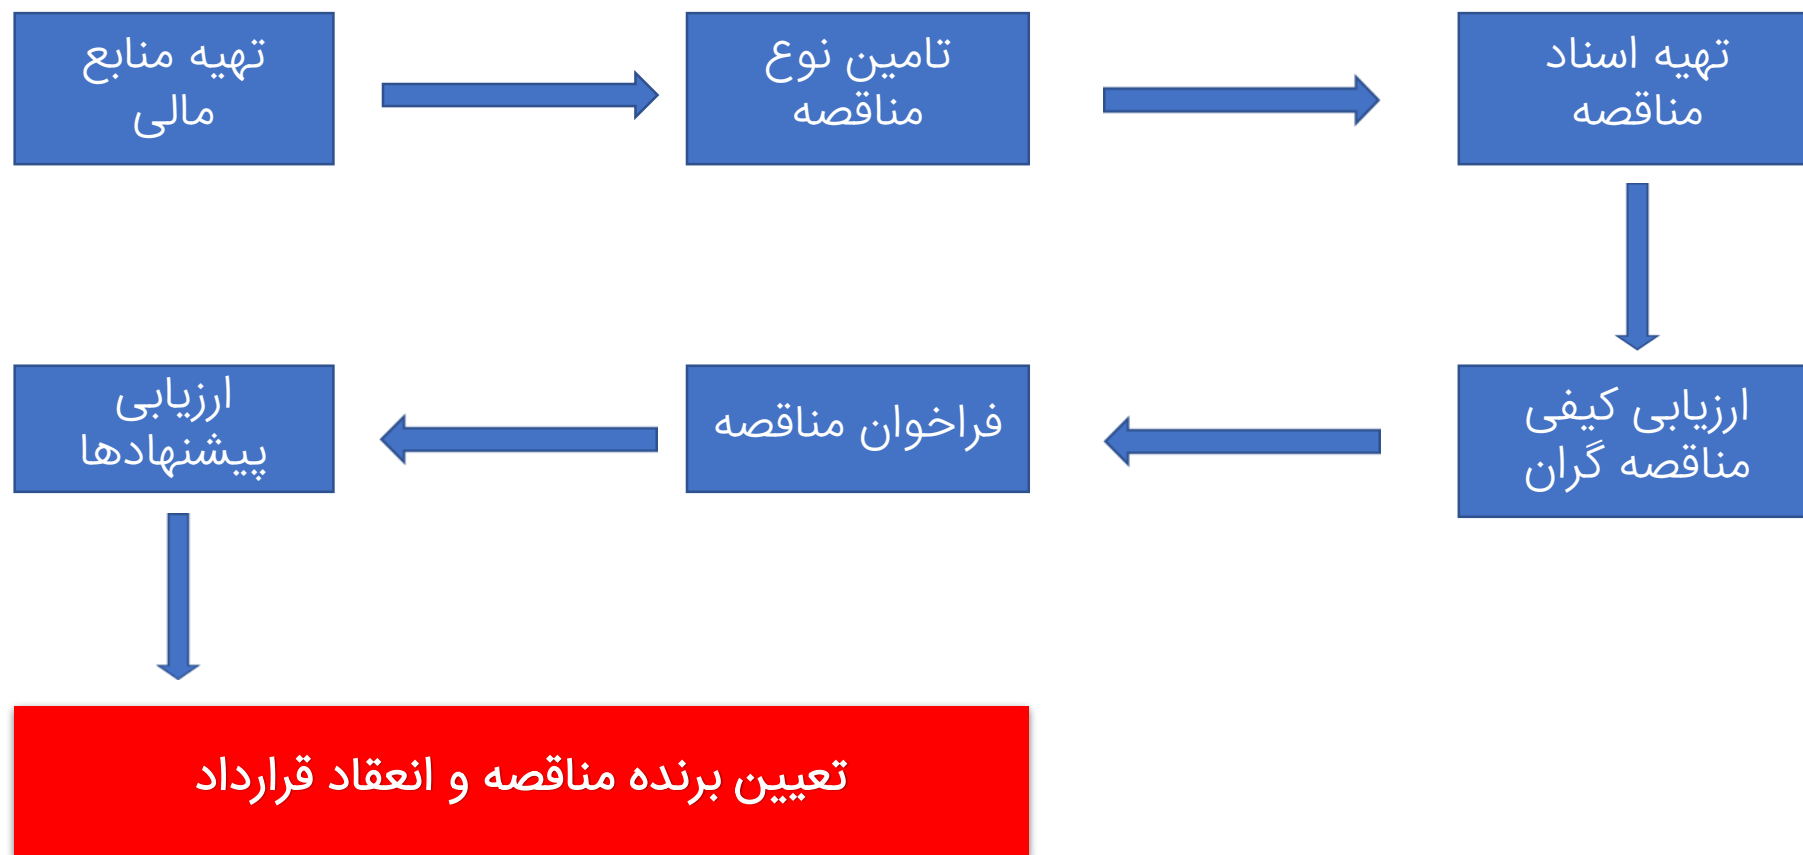 تهیه منابع
مالی
تامین نوع
مناقصه
تهیه اسناد
مناقصه
ارزیابی کیفی
مناقصه گران
فراخوان مناقصه
ارزیابی
پیشنهادها
تعیین برنده مناقصه و انعقاد قرارداد